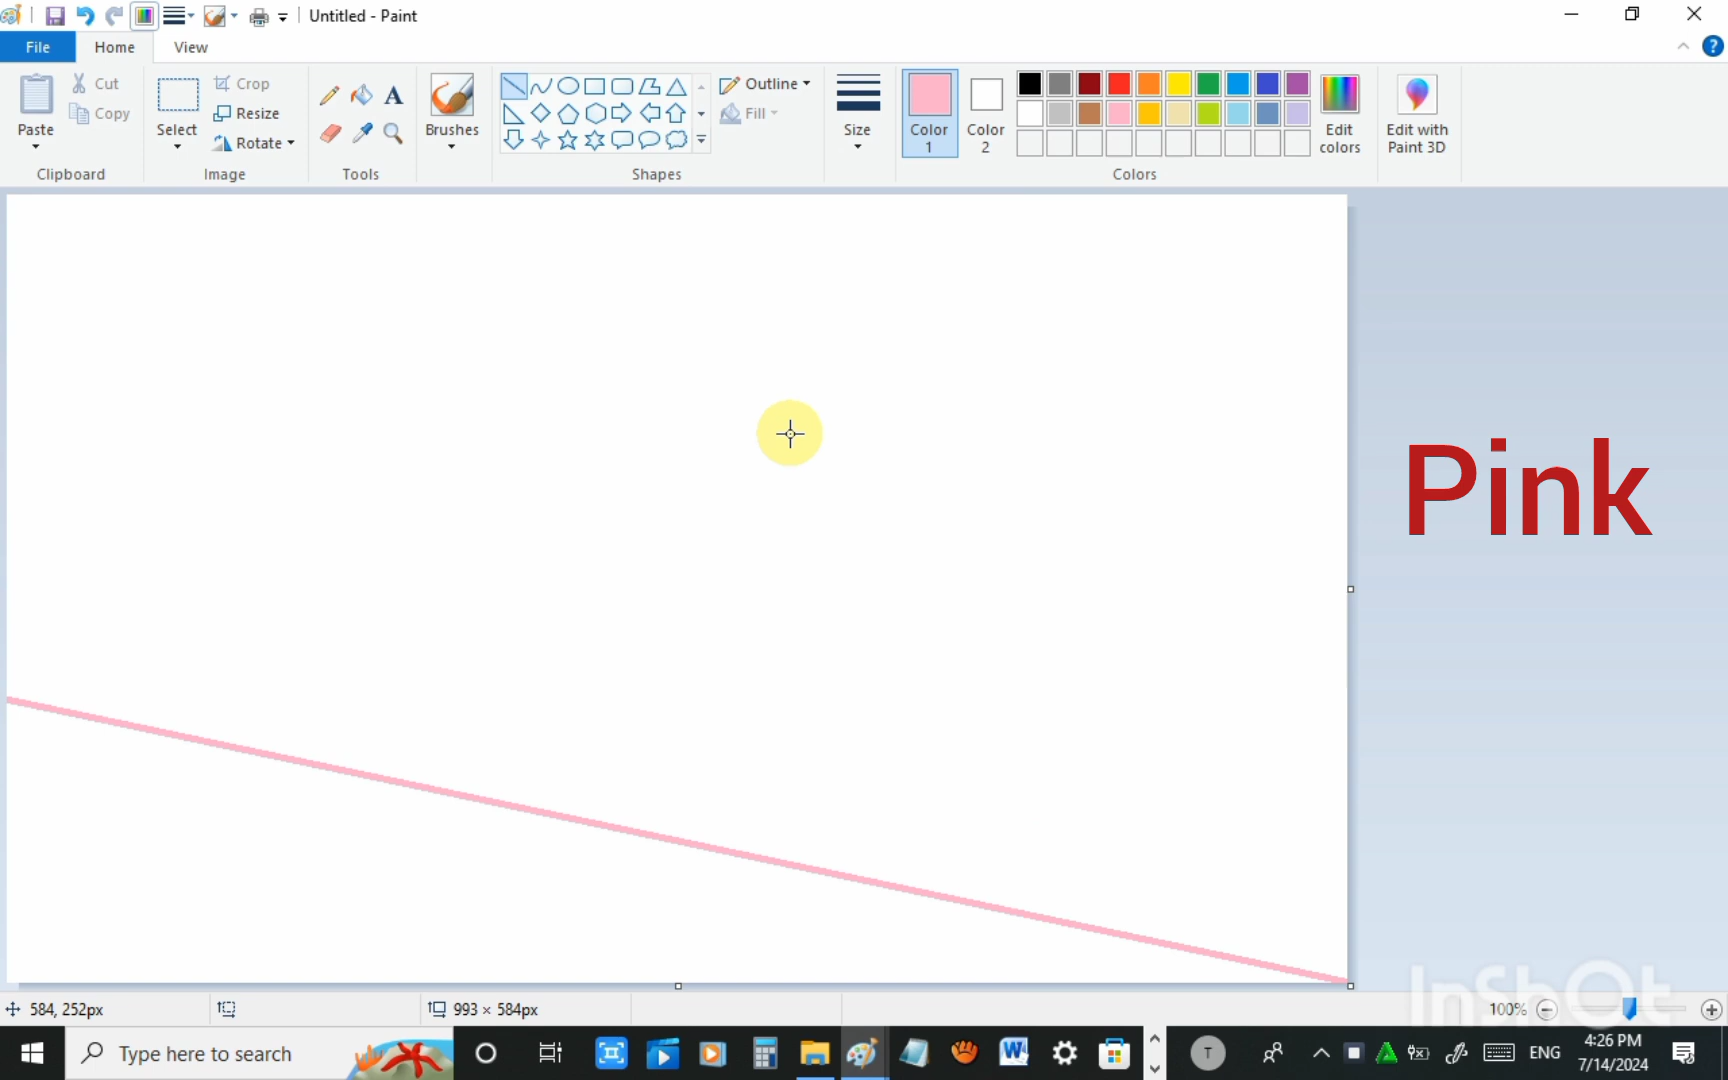 Untitled - Paint
File Home View
Paste
Cut
Copy
Clipboard
Select
Crop
Resize
Rotate
Image
A
Tools
Brushes
Outline
Fill
Shapes
Size
Color 1
Color 2
Edit colors
Colors
Edit with Paint 3D
?
Pink
InShOt
584, 252px
993 × 584px
100%
Type here to search
W
T
ENG
4:26 PM
7/14/2024